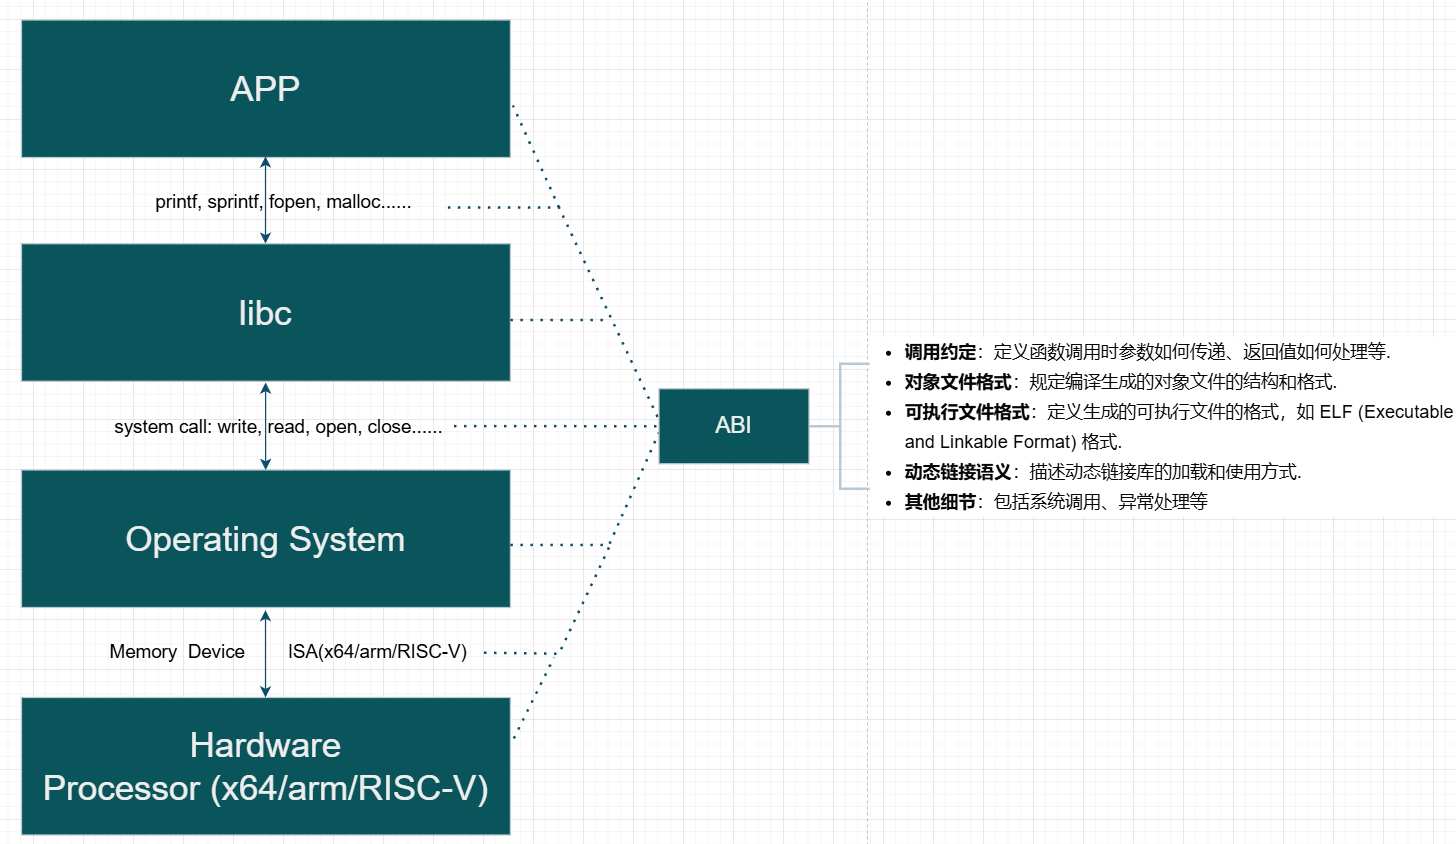 APP
printf, sprintf, fopen, malloc......
libc
system call: write, read, open, close......
Operating System
Memory Device
ISA(x64/arm/RISC-V)
Hardware
Processor (x64/arm/RISC-V)
ABI
• 调用约定：定义函数调用时参数如何传递、返回值如何处理等.
• 对象文件格式：规定编译生成的对象文件的结构和格式.
• 可执行文件格式：定义生成的可执行文件的格式，如 ELF (Executable
and Linkable Format) 格式.
• 动态链接语义：描述动态链接库的加载和使用方式.
• 其他细节：包括系统调用、异常处理等